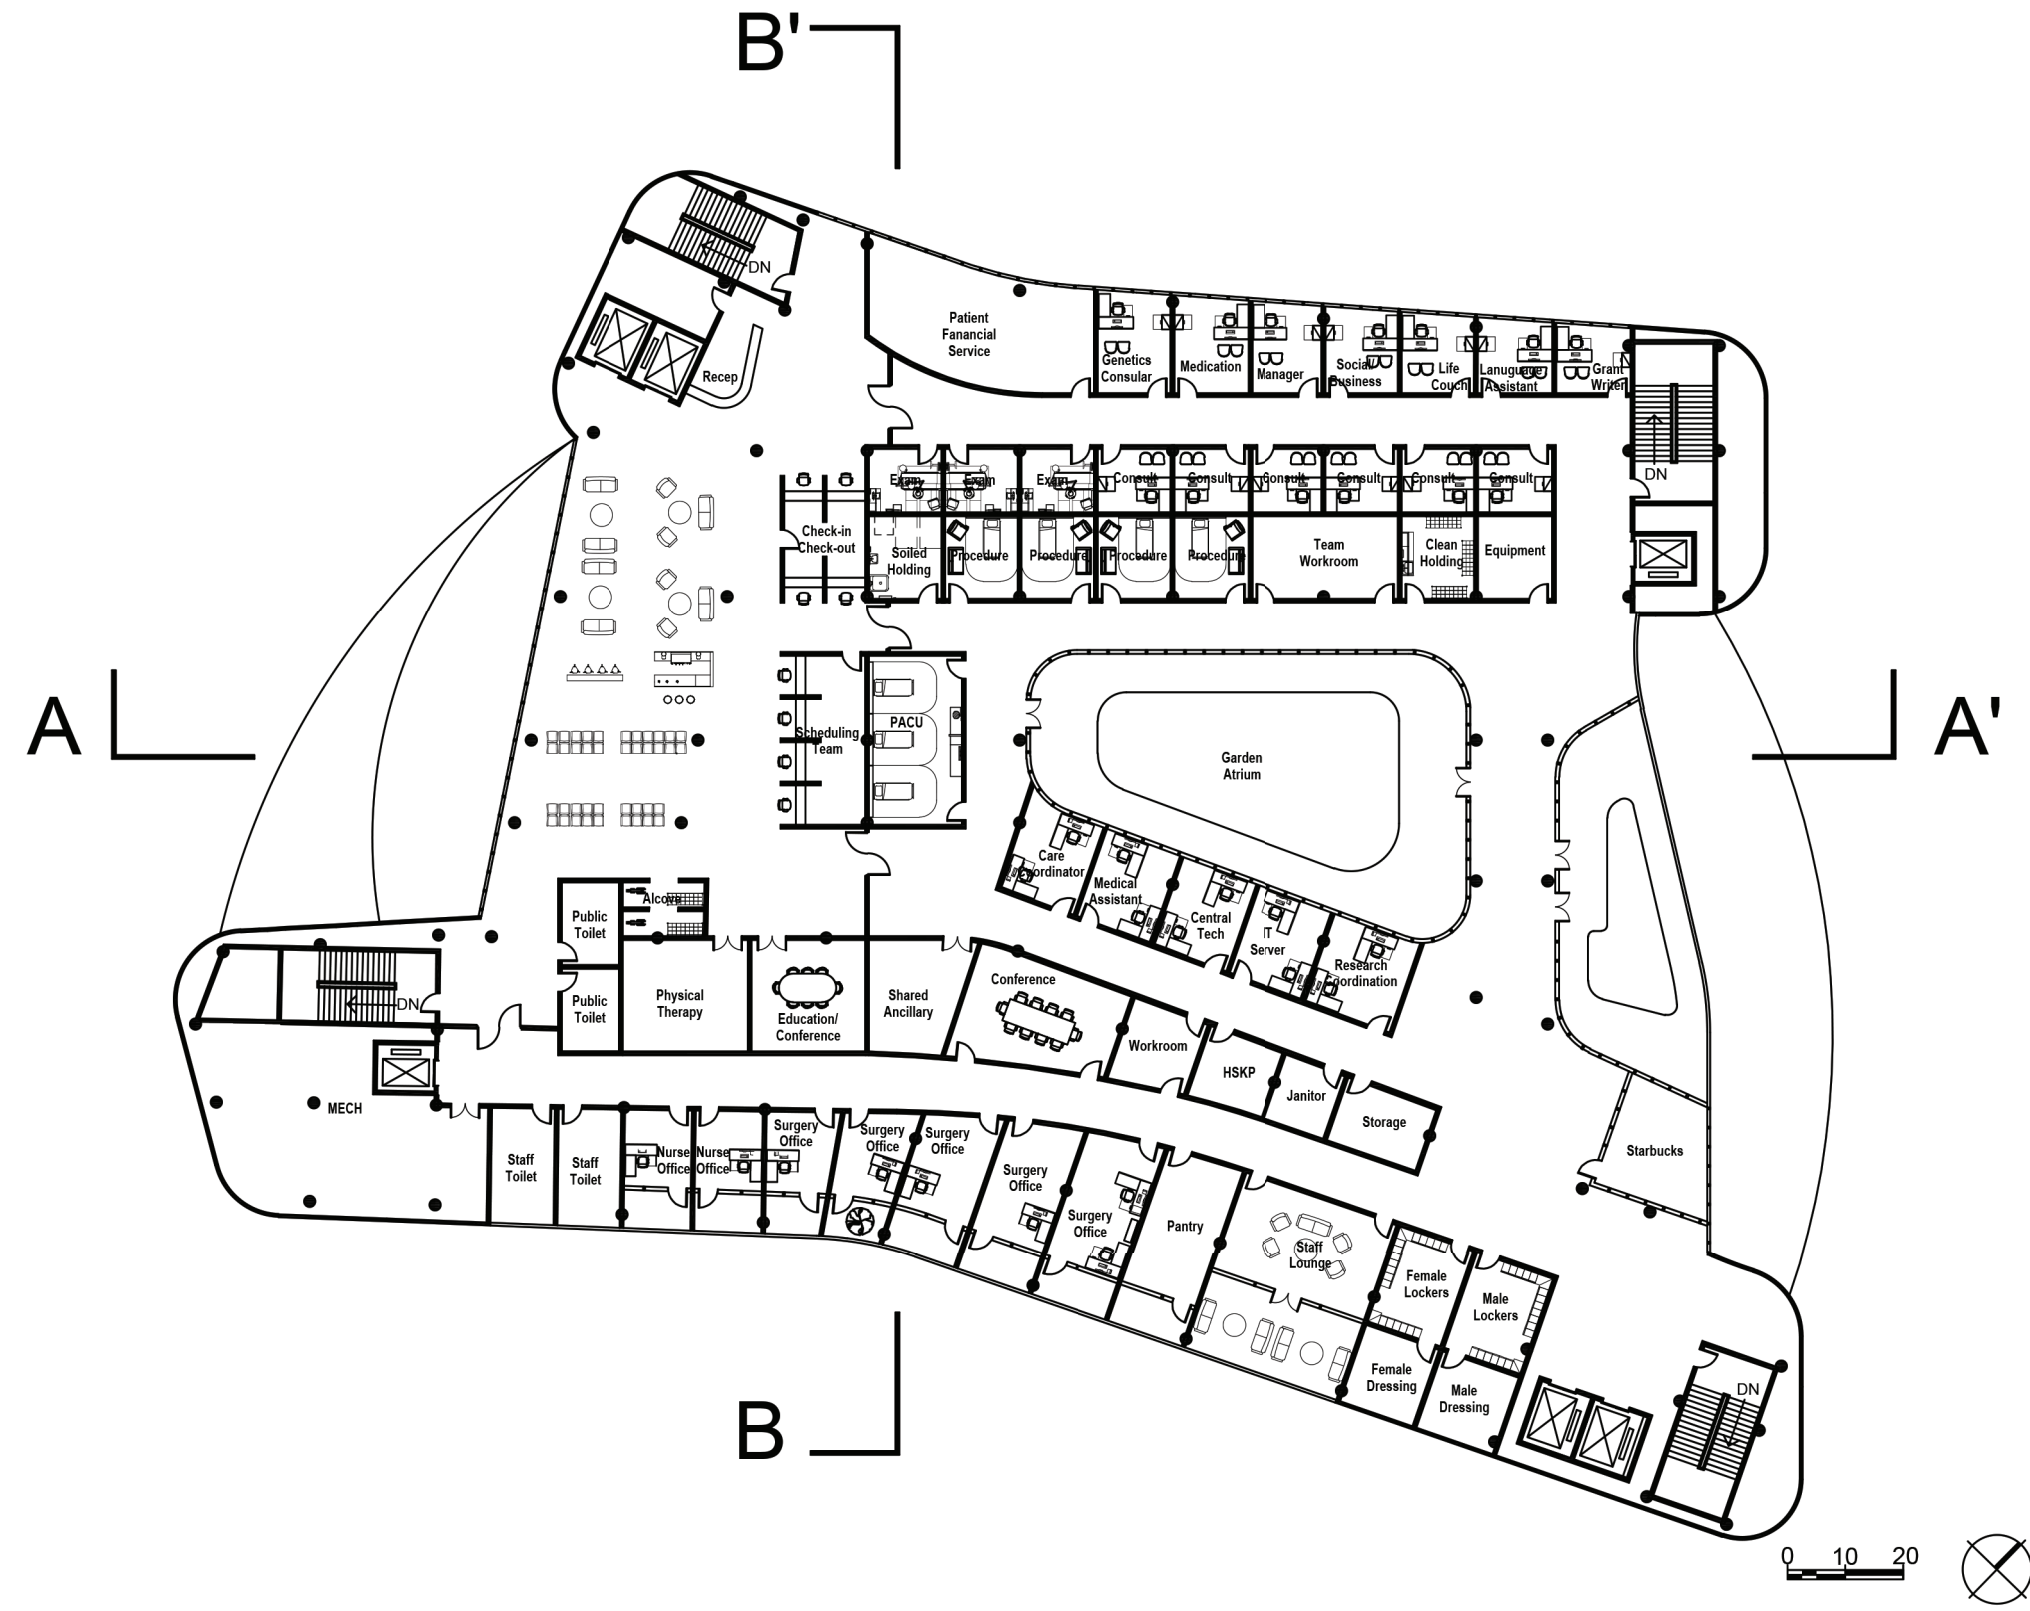 B'
DN
Recep
Patient
Fanancial
Service
Genetics
Consular
Medication
Manager
Social/
Business
Life
Couch
Lanuguage
Assistant
Grant
Writer
DN
Exam
Exam
Exam
Consult
Consult
Consult
Consult
Consult
Consult
Check-in
Check-out
Soiled
Holding
Procedure
Procedure
Procedure
Procedure
Team
Workroom
Clean
Holding
Equipment
A
A'
Scheduling
Team
PACU
Garden
Atrium
Care
Coordinator
Medical
Assistant
Central
Tech
IT
Server
Research
Coordination
Public
Toilet
Alcove
Public
Toilet
Physical
Therapy
Education/
Conference
Shared
Ancillary
Conference
Workroom
HSKP
Janitor
Storage
DN
MECH
Starbucks
Staff
Toilet
Staff
Toilet
Nurse
Office
Nurse
Office
Surgery
Office
Surgery
Office
Surgery
Office
Surgery
Office
Surgery
Office
Pantry
Staff
Lounge
Female
Lockers
Male
Lockers
Female
Dressing
Male
Dressing
DN
B
0 10 20